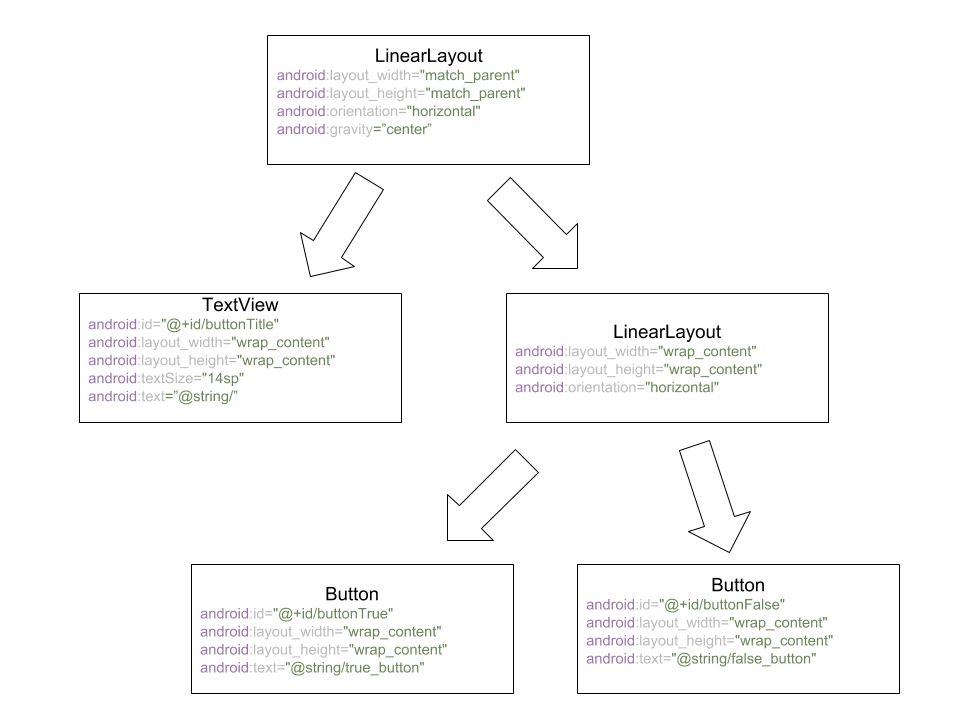 LinearLayout
android:layout_width="match_parent"
android:layout_height="match_parent"
android:orientation="horizontal"
android:gravity=”center”
TextView
android:id="@+id/buttonTitle"
android:layout_width="wrap_content"
android:layout_height="wrap_content"
android:textSize="14sp"
android:text=”@string/”
LinearLayout
android:layout_width="wrap_content"
android:layout_height="wrap_content"
android:orientation="horizontal"
Button
android:id="@+id/buttonTrue"
android:layout_width="wrap_content"
android:layout_height="wrap_content"
android:text="@string/true_button"
Button
android:id="@+id/buttonFalse"
android:layout_width="wrap_content"
android:layout_height="wrap_content"
android:text="@string/false_button"